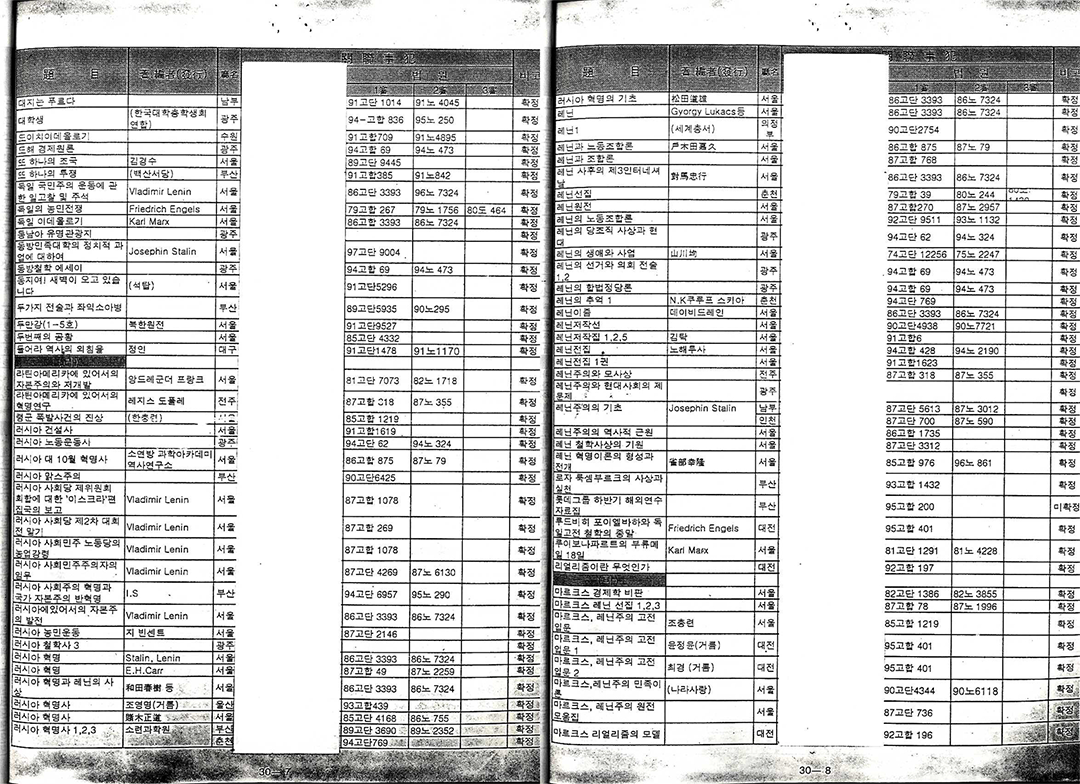 題 目 著編者(發行) 單名 關聯事犯 법 원 비고
1심 2심 3심
대지는 푸르다 남부 91고단 1014 91노 4045 확정
대학생 (한국대학총학생회연합) 광주 94고합 836 95노 250 확정
도이치이데올로기 수원 91고합709 91노4895 확정
드해 경제원론 광주 94고합 69 94노 473 확정
또 하나의 조국 김경수 서울 89고단 9445 확정
또 하나의 투쟁 (백산서당) 부산 91고합385 91노842 확정
독일 국민주의 운동에 관
한 일고찰 및 주석 Vladimir Lenin 서울 86고단 3393 96노 7324 확정
독일의 농민전쟁 Friedrich Engels 서울 79고합 267 79노 1756 80도 464 확정
독일 이데올로기 Karl Marx 서울 86고합 3393 86노 7324 확정
동남아 유명관광지 광주 확정
동방민족대학의 정치적 과
업에 대하여 Josephin Stalin 서울 97고단 9004 확정
동방철학 에세이 광주 94고합 69 94노 473 확정
동지여! 새벽이 오고 있습
니다 (석탑) 서울 91고단5296 확정
두가지 전술과 좌익소아병 부산 89고단5935 90노295 확정
두만강(1-5호) 북한원전 서울 91고단9527 확정
두번째의 공황 서울 85고단 4332 확정
들어라 역사의 외침을 정인 대구 91고단1478 91노1170 확정
라틴아메리카에 있어서의
자본주의와 저개발 앙드레군더 프랑크 서울 81고단 7073 82노 1718 확정
라틴아메리카에 있어서의
혁명연구 레지스 도플레 전주 87고합 318 87노 355 확정
령군 폭발사건의 진상 (한총련) 85고합 1219 확정
러시아 건설사 서울 91고합1619 확정
러시아 노동운동사 광주 94고단 62 94노 324 확정
러시아 대 10월 혁명사 소연방 과학아카데미
역사연구소 서울 86고합 875 87노 79 확정
러시아 맑스주의 부산 90고단6425 확정
러시아 사회당 제위원회
회합에 대한 '이스크라'편
집국의 보고 Vladimir Lenin 서울 87고합 1078 확정
러시아 사회당 제2차 대회
전 말기 Vladimir Lenin 서울 87고합 269 확정
러시아 사회민주 노동당의
농업강령 Vladimir Lenin 서울 87고합 1078 확정
러시아 사회민주주의자의
임무 Vladimir Lenin 서울 87고단 4269 87노 6130 확정
러시아 사회주의 혁명과
국가 자본주의 반혁명 I.S 부산 94고단 6957 95노 290 확정
러시아에있어서의 자본주
의 발전 Vladimir Lenin 서울 86고단 3393 86노 7324 확정
러시아 농민운동 지 빈센트 서울 87고단 2146 확정
러시아 철학사 3 광주 확정
러시아 혁명 Stalin, Lenin 서울 86고단 3393 86노 7324 확정
러시아 혁명 E.H.Carr 서울 87고합 49 87노 2259 확정
러시아 혁명과 레닌의 사
상 和田春樹 등 서울 86고단 3393 86노 7324 확정
러시아 혁명사 조영명(거름) 울산 93고합439 확정
러시아 혁명사 正道 서울 85고단 4168 86노 755 확정
러시아 혁명사 1,2,3 소련과학원 부산 89고단 3690 89노2352 확정
춘천 94고단769 확정
30- 7
題 目 著編者(發行) 單名 關聯事犯 법 원 비고
1심 2심 3심
러시아 혁명의 기초 松田道雄 서울 86고단 3393 86노 7324 확정
레닌 Gyorgy Lukacs등 서울 86고단 3393 86노 7324 확정
레닌1 (세계총서) 의정부 90고단2754 확정
레닌과 노동조합론 戶木田嘉久 서울 86고합 875 87노 79 확정
레닌과 조합론 서울 87고합 768 확정
레닌 사후의 제3인터네셔
날 對馬忠行 서울 86고단 3393 86노 7324 확정
레닌선집 춘천 79고합 39 80노 244 확정
레닌원전 서울 87고합270 87노 2957 확정
레닌의 노동조합론 서울 92고단 9511 93노 1132 확정
레닌의 당조직 사상과 현
대 광주 94고단 62 94노 324 확정
레닌의 생애와 사업 山川均 서울 74고단 12256 75노 2247 확정
레닌의 선거와 의회 전술
1,2 광주 94고합 69 94노 473 확정
레닌의 합법정당론 광주 94고합 69 94노 473 확정
레닌의 추억 1 N.K쿠루프 스키아 춘천 94고단 769 확정
레닌이즘 데이비드레인 서울 86고단 3393 86노 7324 확정
레닌저작선 서울 90고단4938 90노7721 확정
레닌저작집 1,2,5 김탁 서울 91고합6 확정
레닌전집 노해투사 서울 94고단 428 94노 2190 확정
레닌전집 1권 서울 91고합1623 확정
레닌주의와 모사상 전주 87고합 318 87노 355 확정
레닌주의와 현대사회의 제
문제 광주 확정
레닌주의의 기초 Josephin Stalin 남부 87고단 5613 87노 3012 확정
인천 87고단 700 87노 590 확정
레닌주의의 역사적 근원 서울 86고합 1735 확정
레닌 철학사상의 기원 서울 87고단 3312 확정
레닌 혁명이론의 형성과
전개 雀部幸隆 서울 85고합 976 96노 861 확정
로자 룩셈부르크의 사상과
실천 부산 93고합 1432 확정
롯데그룹 하반기 해외연수
자료집 부산 95고합 200 미확정
루드비히 포이엘바하와 독
일고전 철학의 종말 Friedrich Engels 대전 95고합 401 확정
루이보나파르트의 부류메
일 18일 Karl Marx 서울 81고단 1291 81노 4228 확정
리얼리즘이란 무엇인가 대전 92고합 197 확정
마르크스 경제학 비판 서울 82고단 1386 82노 3855 확정
마르크스 레닌 선집 1,2,3 서울 87고합 78 87노 1996 확정
마르크스, 레닌주의 고전
입문 조총련 서울 85고합 1219 확정
마르크스, 레닌주의 고전
입문 1 윤정윤(거름) 대전 95고합 401 확정
마르크스, 레닌주의 고전
입문 2 최경 (거름) 대전 95고합 401 확정
마르크스,레닌주의 민족이
론 (나라사랑) 서울 90고단4344 90노6118 확정
마르크스, 레닌주의 원전
모음집 서울 87고단 736 확정
마르크스 리얼리즘의 모델 대전 92고합 196 확정
30- 8